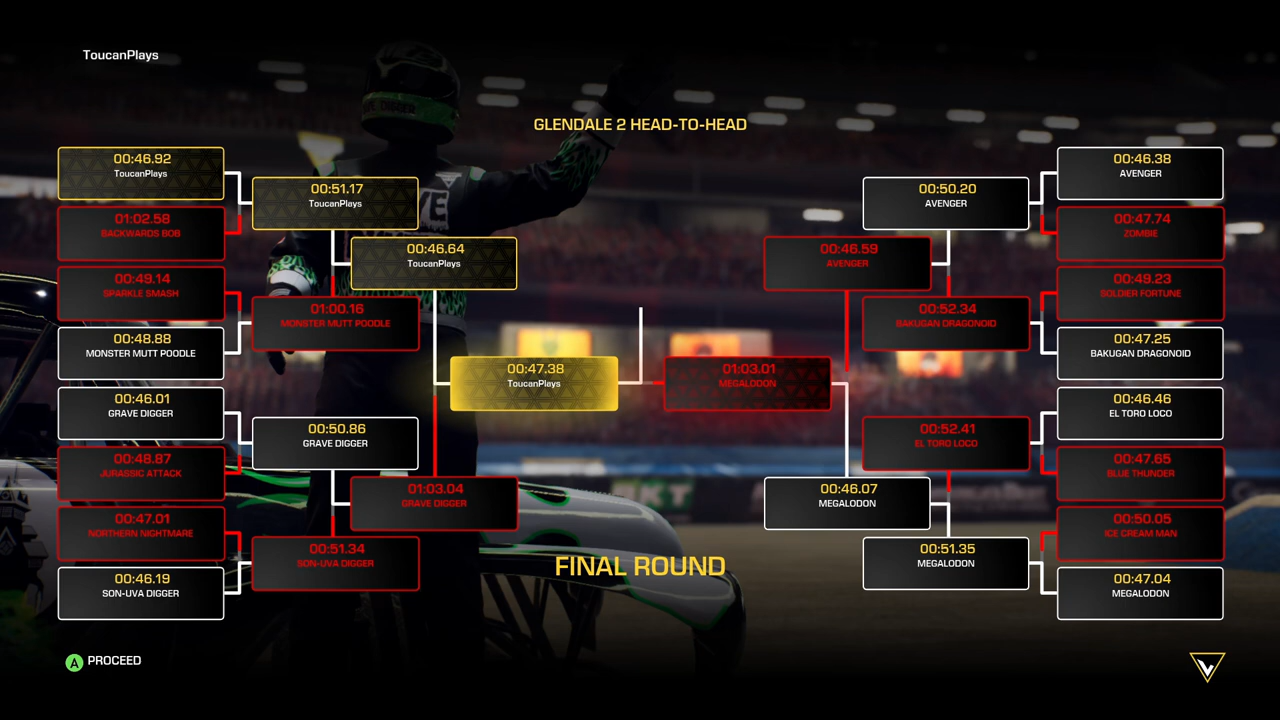 ToucanPlays
GLENDALE 2 HEAD-TO-HEAD
00:46.92
ToucanPlays
01:02.58
BACKWARDS BOB
00:49.14
SPARKLE SMASH
00:48.88
MONSTER MUTT POODLE
00:46.01
GRAVE DIGGER
00:48.87
JURASSIC ATTACK
00:47.01
NORTHERN NIGHTMARE
00:46.19
SON-UVA DIGGER
00:51.17
ToucanPlays
01:00.16
MONSTER MUTT POODLE
00:50.86
GRAVE DIGGER
00:51.34
SON-UVA DIGGER
00:46.64
ToucanPlays
01:03.04
GRAVE DIGGER
00:47.38
ToucanPlays
01:03.01
MEGALODON
00:46.59
AVENGER
00:46.07
MEGALODON
00:50.20
AVENGER
00:52.34
BAKUGAN DRAGONOID
00:52.41
EL TORO LOCO
00:51.35
MEGALODON
00:46.38
AVENGER
00:47.74
ZOMBIE
00:49.23
SOLDIER FORTUNE
00:47.25
BAKUGAN DRAGONOID
00:46.46
EL TORO LOCO
00:47.65
BLUE THUNDER
00:50.05
ICE CREAM MAN
00:47.04
MEGALODON
FINAL ROUND
A PROCEED